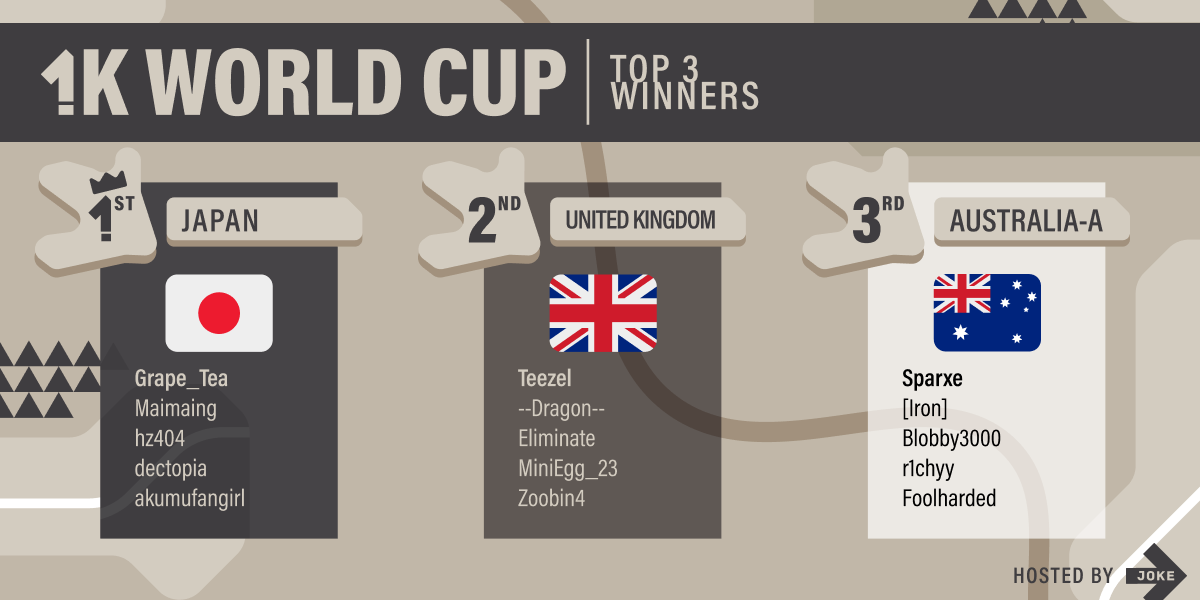 1K WORLD CUP
TOP 3
WINNERS
1ST
JAPAN
Grape_Tea
Maimaing
hz404
dectopia
akumufangirl
2ND
UNITED KINGDOM
Teezel
--Dragon--
Eliminate
MiniEgg_23
Zoobin4
3RD
AUSTRALIA-A
Sparxe
[Iron]
Blobby3000
r1chyy
Foolharded
HOSTED BY JOKE